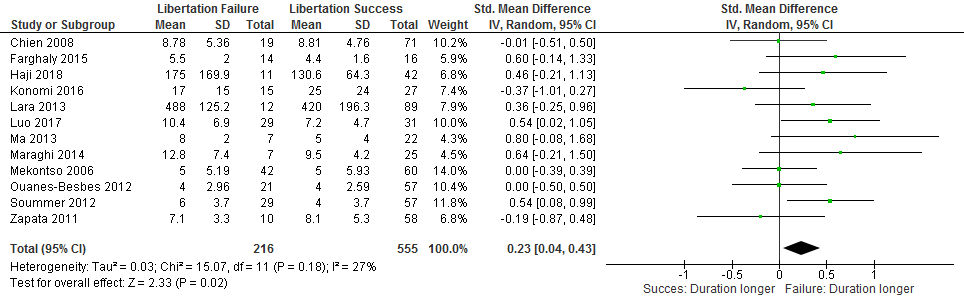 Libertation Failure Libertation Success Std. Mean Difference Std. Mean Difference
Study or Subgroup Mean SD Total Mean SD Total Weight IV, Random, 95% CI IV, Random, 95% CI
Chien 2008 8.78 5.36 19 8.81 4.76 71 10.2% -0.01 [-0.51, 0.50]
Farghaly 2015 5.5 2 14 4.4 1.6 16 5.6% 0.60 [-0.14, 1.33]
Haji 2018 175 169.9 11 130.6 64.3 42 6.6% 0.46 [-0.21, 1.13]
Konomi 2016 17 15 15 25 24 27 7.2% -0.37 [-1.01, 0.27]
Lara 2013 488 125.2 12 420 196.3 89 7.7% 0.36 [-0.25, 0.96]
Luo 2017 10.4 6.9 29 7.2 4.7 31 9.9% 0.54 [0.02, 1.05]
Ma 2013 8 2 7 5 4 22 4.2% 0.80 [-0.08, 1.68]
Maraghi 2014 12.8 7.4 7 9.5 4.2 25 4.4% 0.64 [-0.21, 1.50]
Mekontso 2006 5 5.19 42 5 5.93 60 14.2% 0.00 [-0.39, 0.39]
Ouanes-Besbes 2012 4 2.96 21 4 2.59 57 10.4% 0.00 [-0.50, 0.50]
Soummer 2012 6 3.7 29 4 3.7 57 11.5% 0.54 [0.08, 0.99]
Zapata 2011 7.1 3.3 10 8.1 5.3 58 6.8% -0.19 [-0.87, 0.48]
Total (95% CI) 216 555 100.0% 0.23 [0.04, 0.43]
Heterogeneity: Tau² = 0.03; Chi² = 15.07, df = 11 (P = 0.18); I² = 27%
Test for overall effect: Z = 2.33 (P = 0.02)
-1 -0.5 0 0.5 1
Succes: Duration longer Failure: Duration longer